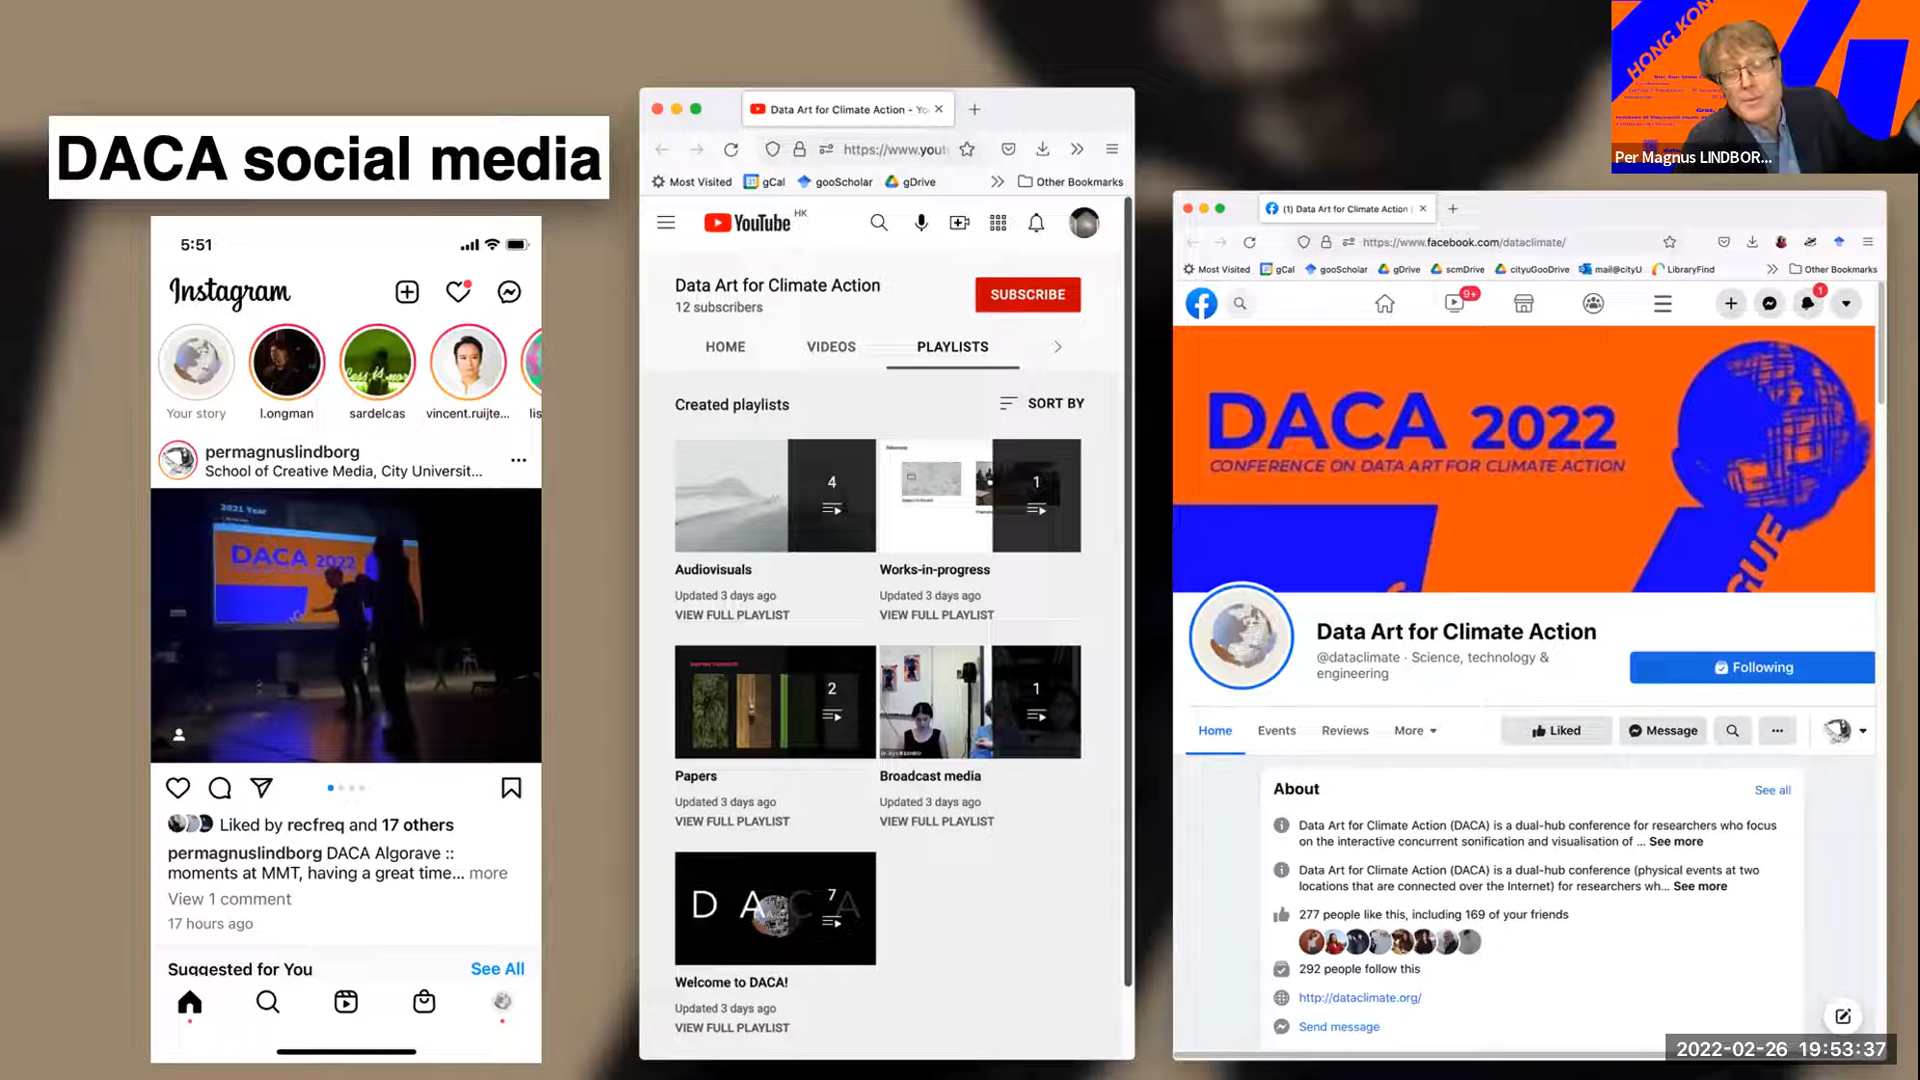 DACA social media
5:51
Instagram
Your story
l.ongman
sardelcas
vincent.ruijte...
lis
permagnuslindborg
School of Creative Media, City Universit...
2021 Year
DACA 2022
Liked by recfreq and 17 others
permagnuslindborg DACA Algorave ::
moments at MMT, having a great time... more
View 1 comment
17 hours ago
Suggested for You
See All
Data Art for Climate Action - Yo
https://www.yout
Most Visited
gCal
gooScholar
gDrive
Other Bookmarks
YouTube HK
Data Art for Climate Action
12 subscribers
SUBSCRIBE
HOME
VIDEOS
PLAYLISTS
Created playlists
SORT BY
4
1
Audiovisuals
Works-in-progress
Updated 3 days ago
Updated 3 days ago
VIEW FULL PLAYLIST
VIEW FULL PLAYLIST
2
1
Papers
Broadcast media
Updated 3 days ago
Updated 3 days ago
VIEW FULL PLAYLIST
VIEW FULL PLAYLIST
DACA
7
Welcome to DACA!
Updated 3 days ago
VIEW FULL PLAYLIST
HONG KON
Per Magnus LINDBOR...
(1) Data Art for Climate Action
https://www.facebook.com/dataclimate/
Most Visited
gCal
gooScholar
gDrive
scmDrive
cityuGooDrive
mail@cityU
LibraryFind
Other Bookmarks
9+
1
DACA 2022
CONFERENCE ON DATA ART FOR CLIMATE ACTION
GUE
Data Art for Climate Action
@dataclimate · Science, technology &
engineering
Following
Home
Events
Reviews
More
Liked
Message
About
See all
Data Art for Climate Action (DACA) is a dual-hub conference for researchers who focus
on the interactive concurrent sonification and visualisation of ... See more
Data Art for Climate Action (DACA) is a dual-hub conference (physical events at two
locations that are connected over the Internet) for researchers wh... See more
277 people like this, including 169 of your friends
292 people follow this
http://dataclimate.org/
Send message
2022-02-26 19:53:37